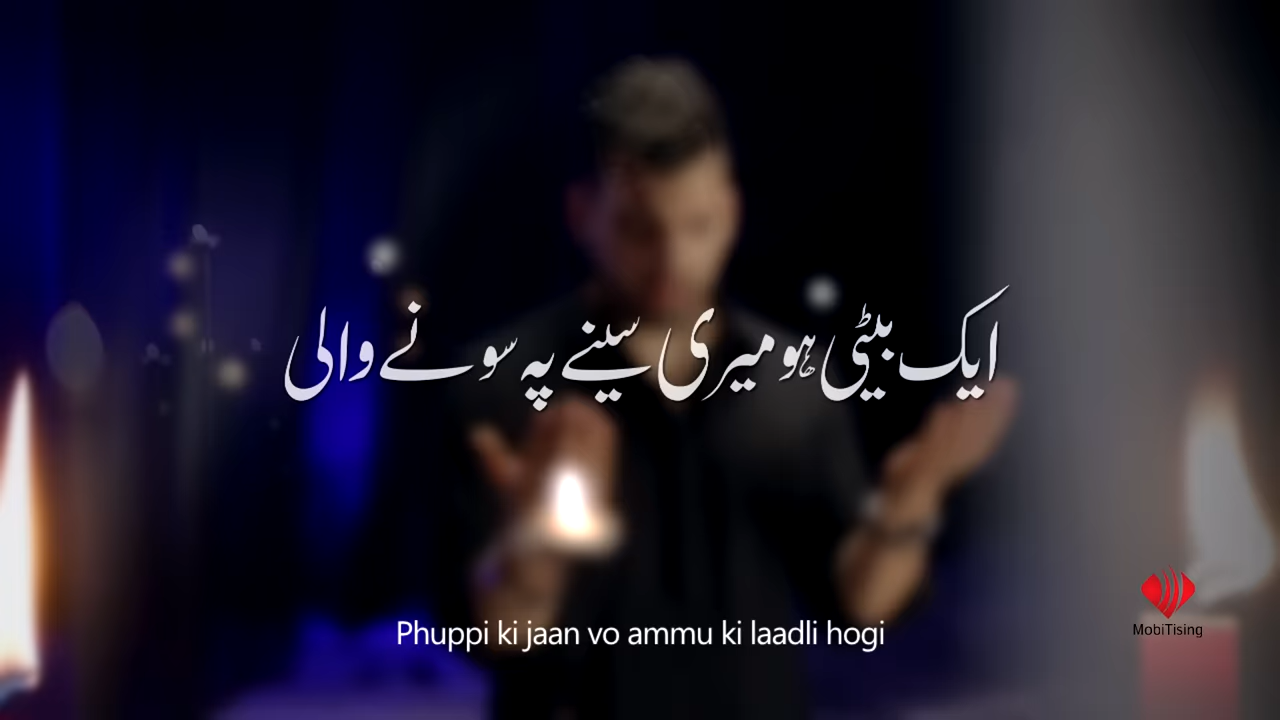 ایک بیٹی ہو میری سینے پہ سونے والی
Phuppi ki jaan vo ammu ki laadli hogi
MobiTising